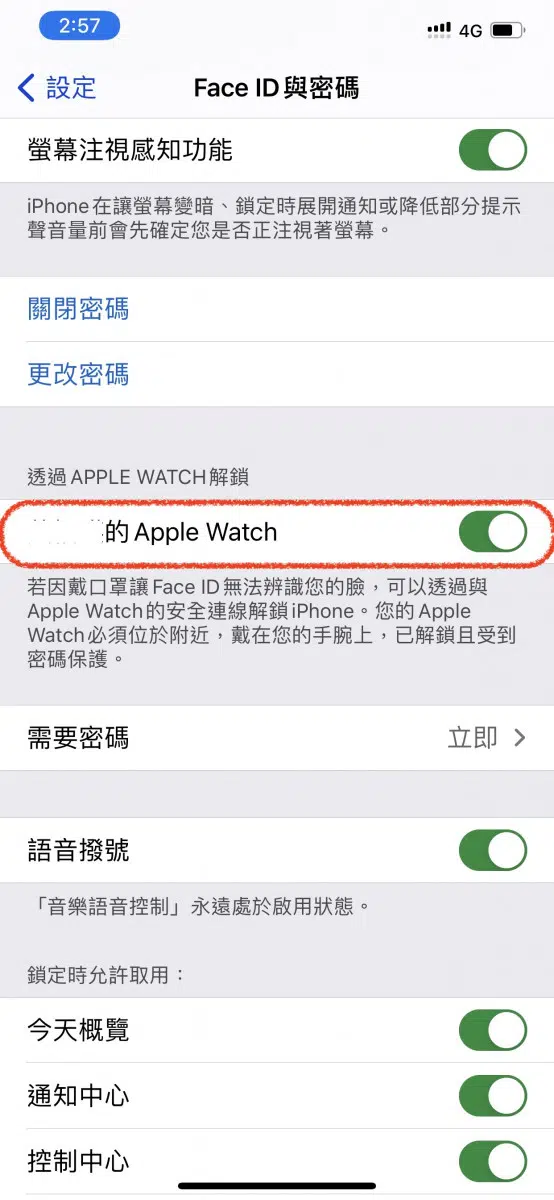 2:57
4G
設定
Face ID與密碼
螢幕注視感知功能
iPhone在讓螢幕變暗、鎖定時展開通知或降低部分提示
聲音量前會先確定您是否正注視著螢幕。
關閉密碼
更改密碼
透過APPLE WATCH解鎖
的Apple Watch
若因戴口罩讓Face ID無法辨識您的臉，可以透過與
Apple Watch的安全連線解鎖iPhone。您的Apple
Watch必須位於附近，戴在您的手腕上，已解鎖且受到
密碼保護。
需要密碼
立即
語音撥號
「音樂語音控制」永遠處於啟用狀態。
鎖定時允許取用：
今天概覽
通知中心
控制中心